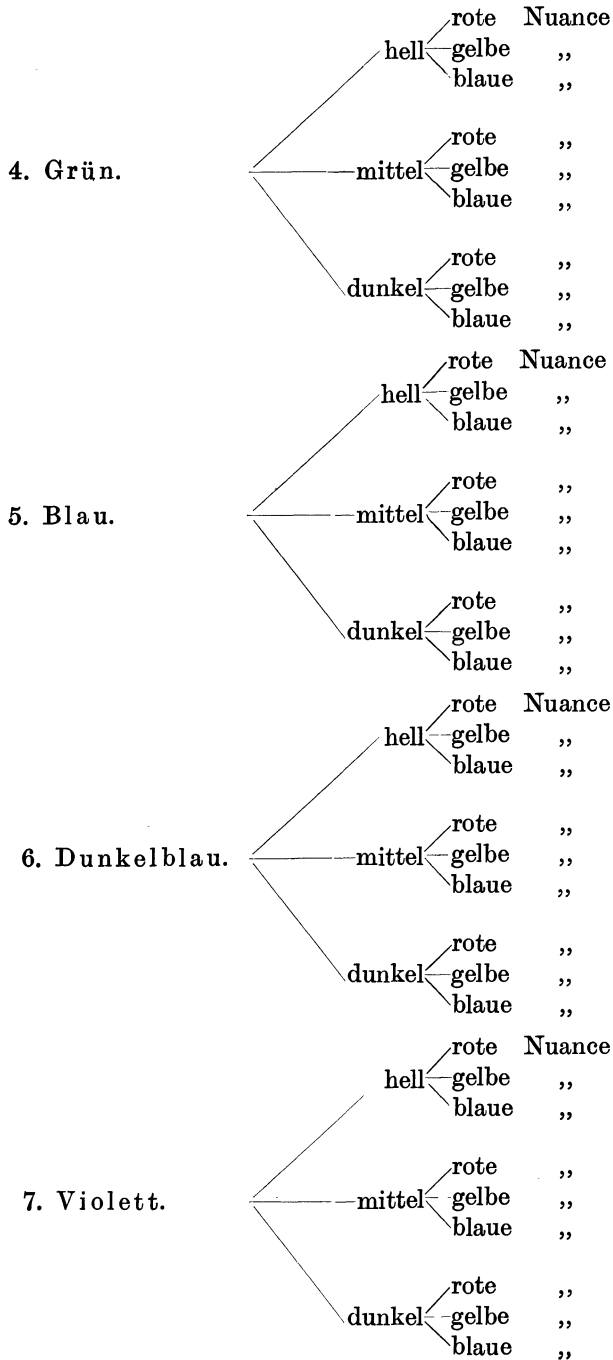 rote Nuance
hell gelbe „
blaue „
rote „
4. Grün. mittel gelbe „
blaue „
rote „
dunkel gelbe „
blaue „
rote Nuance
hell gelbe „
blaue „
rote „
5. Blau. mittel gelbe „
blaue „
rote „
dunkel gelbe „
blaue „
rote Nuance
hell gelbe „
blaue „
rote „
6. Dunkelblau. mittel gelbe „
blaue „
rote „
dunkel gelbe „
blaue „
rote Nuance
hell gelbe „
blaue „
rote „
7. Violett. mittel gelbe „
blaue „
rote „
dunkel gelbe „
blaue „